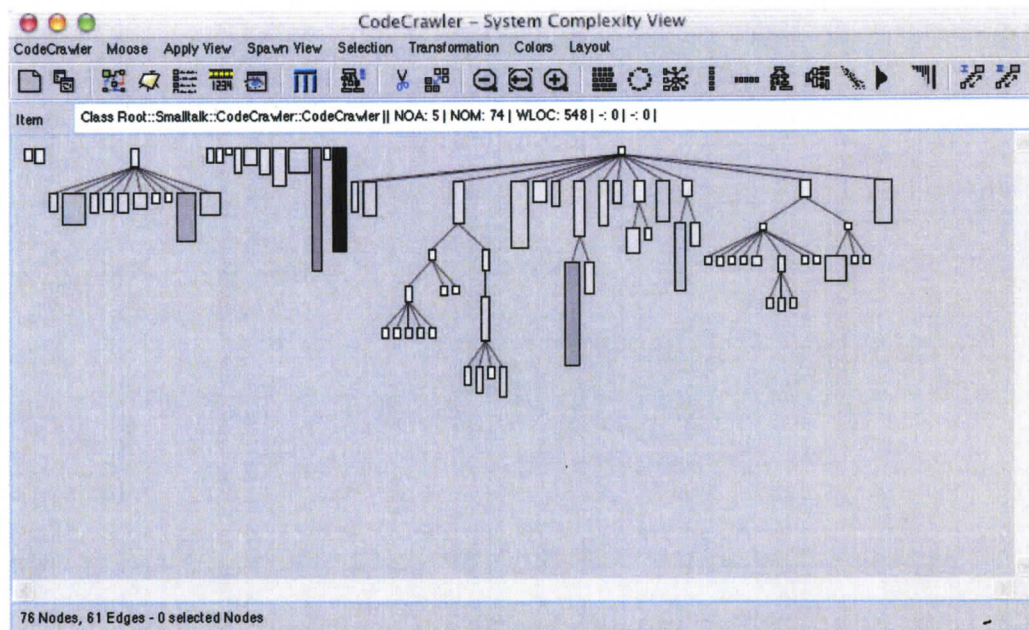 CodeCrawler – System Complexity View
CodeCrawler Moose Apply View Spawn View Selection Transformation Colors Layout
1234
Item Class Root::Smalltalk::CodeCrawler::CodeCrawler || NOA: 5 | NOM: 74 | WLOC: 548 | -: 0 | -: 0 |
76 Nodes, 61 Edges - 0 selected Nodes